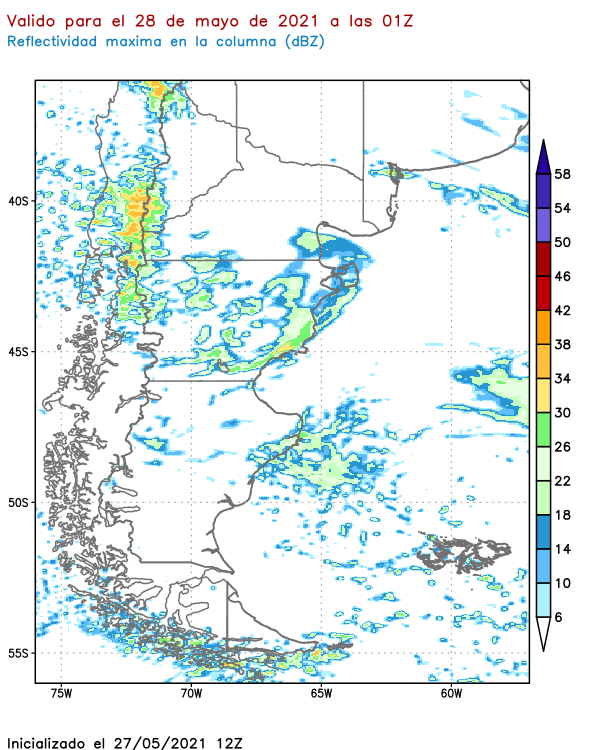 Valido para el 28 de mayo de 2021 a las 01Z
Reflectividad maxima en la columna (dBZ)
58
54
50
46
42
38
34
30
26
22
18
14
10
6
40S
45S
50S
55S
75W
70W
65W
60W
Inicializado el 27/05/2021 12Z